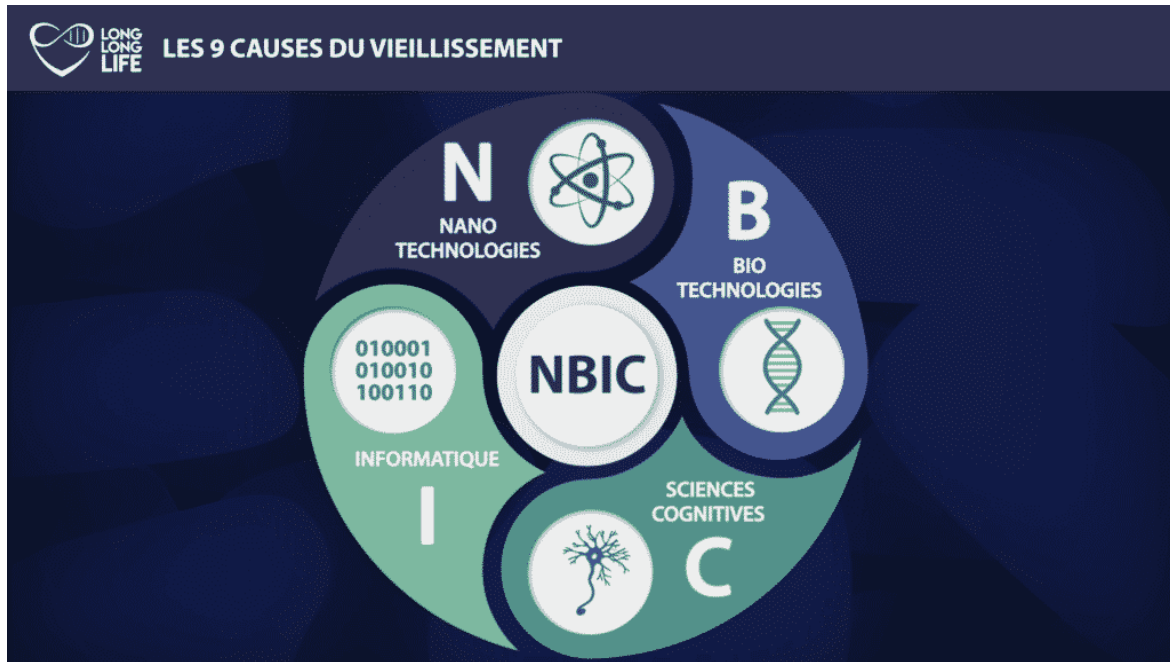 LONG
LONG
LIFE
LES 9 CAUSES DU VIEILLISSEMENT
N
NANO
TECHNOLOGIES
B
BIO
TECHNOLOGIES
NBIC
010001
010010
100110
INFORMATIQUE
I
SCIENCES
COGNITIVES
C